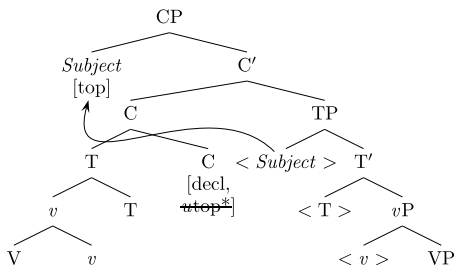 CP
Subject C′
[top]
C TP
T C < Subject > T′
[decl,
v T utop*] < T > vP
V v < v > VP